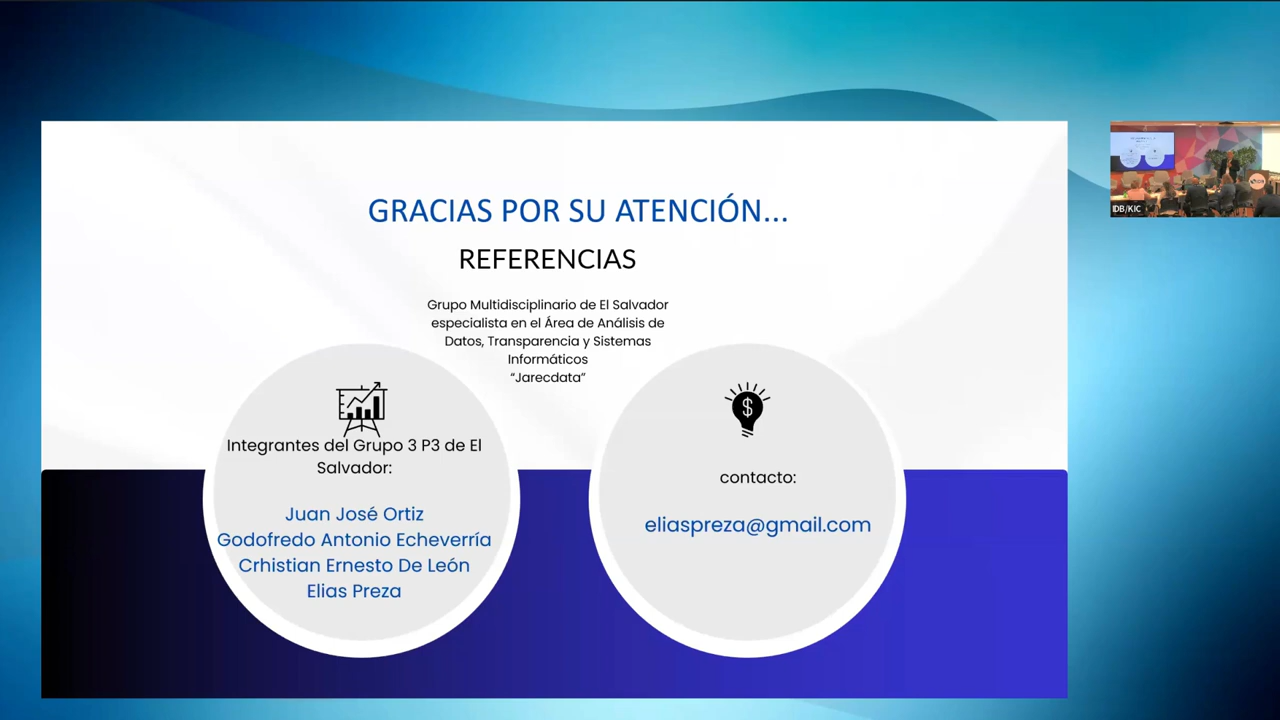 GRACIAS POR SU ATENCIÓN...
REFERENCIAS
Grupo Multidisciplinario de El Salvador
especialista en el Área de Análisis de
Datos, Transparencia y Sistemas
Informáticos
“Jarecdata”
Integrantes del Grupo 3 P3 de El
Salvador:
Juan José Ortiz
Godofredo Antonio Echeverría
Crhistian Ernesto De León
Elias Preza
contacto:
eliaspreza@gmail.com
IDB/KIC